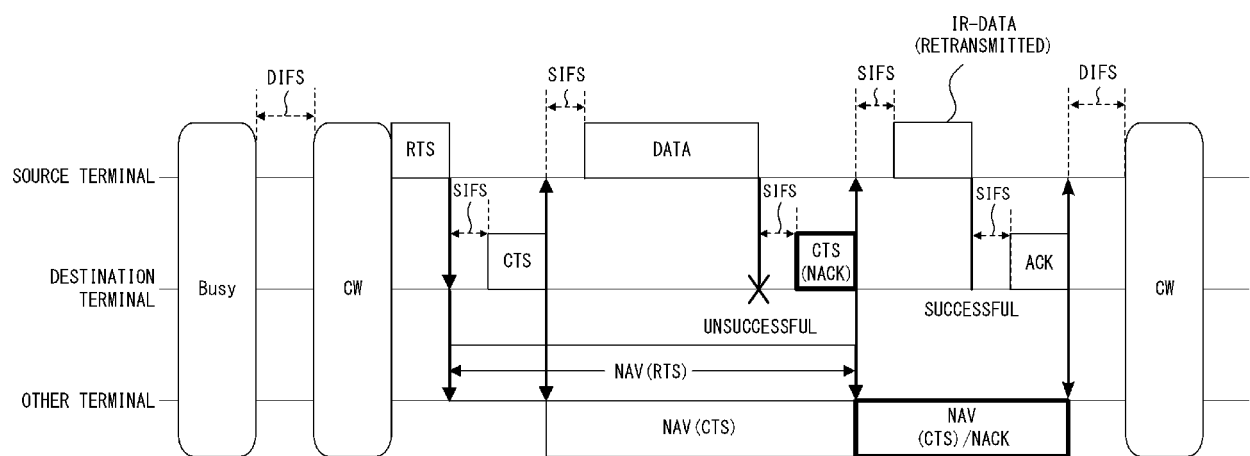 IR-DATA
(RETRANSMITTED)
DIFS
SIFS
SIFS
DIFS
RTS
DATA
SOURCE TERMINAL
SIFS
SIFS
SIFS
CTS
CTS
(NACK)
ACK
DESTINATION
TERMINAL
Busy
CW
CW
UNSUCCESSFUL
SUCCESSFUL
NAV(RTS)
OTHER TERMINAL
NAV(CTS)
NAV
(CTS)/NACK